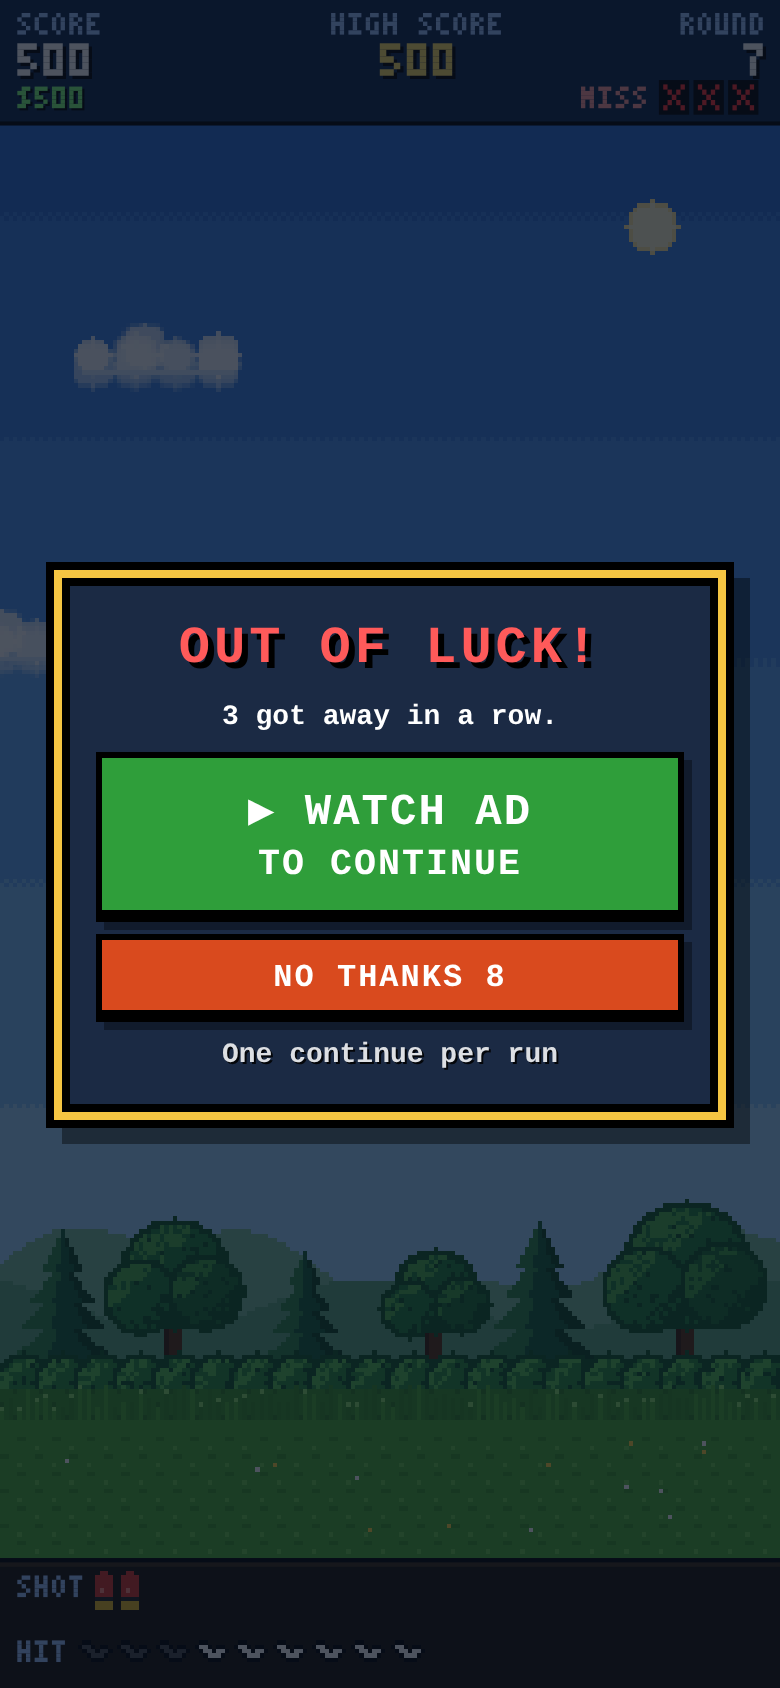 SCORE HIGH SCORE ROUND
500 500 7
$500 MISS X X X
OUT OF LUCK!
3 got away in a row.
▶ WATCH AD
TO CONTINUE
NO THANKS 8
One continue per run
SHOT
HIT